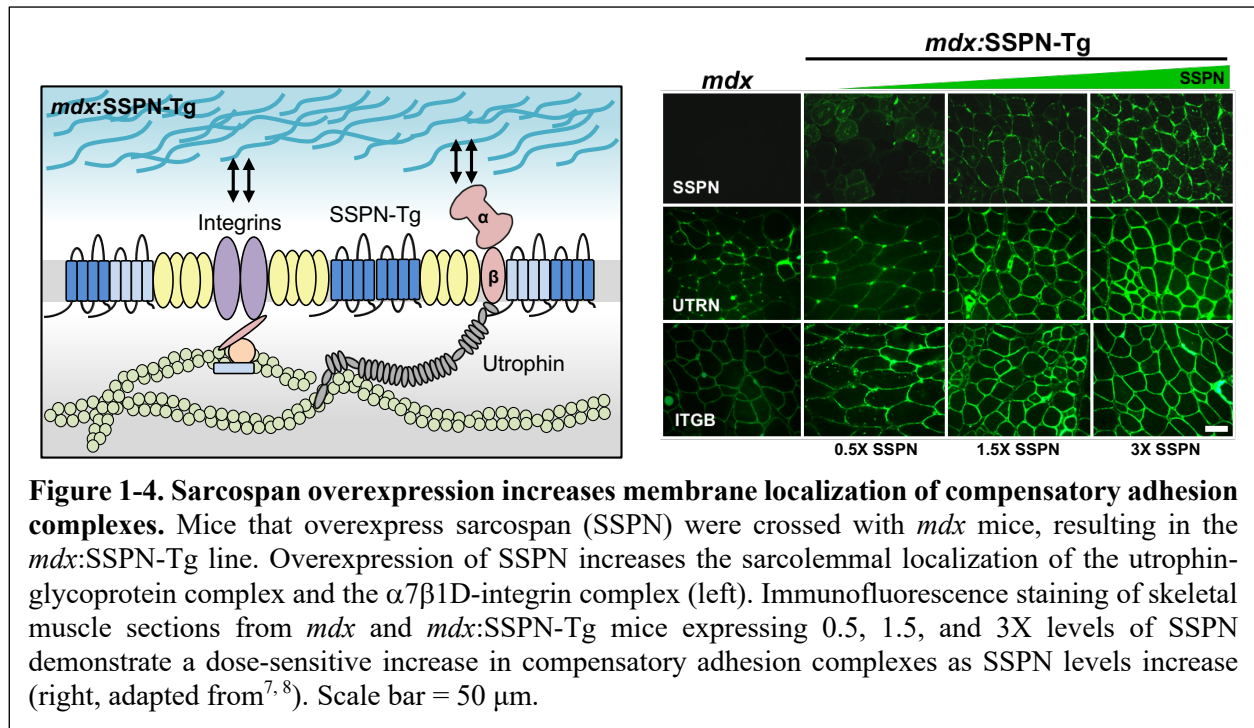 mdx:SSPN-Tg
Integrins
SSPN-Tg
α
β
Utrophin
mdx:SSPN-Tg
mdx
SSPN
SSPN
UTRN
ITGB
0.5X SSPN
1.5X SSPN
3X SSPN
Figure 1-4. Sarcospan overexpression increases membrane localization of compensatory adhesion
complexes. Mice that overexpress sarcospan (SSPN) were crossed with mdx mice, resulting in the
mdx:SSPN-Tg line. Overexpression of SSPN increases the sarcolemmal localization of the utrophin-
glycoprotein complex and the α7β1D-integrin complex (left). Immunofluorescence staining of skeletal
muscle sections from mdx and mdx:SSPN-Tg mice expressing 0.5, 1.5, and 3X levels of SSPN
demonstrate a dose-sensitive increase in compensatory adhesion complexes as SSPN levels increase
(right, adapted from7, 8). Scale bar = 50 μm.